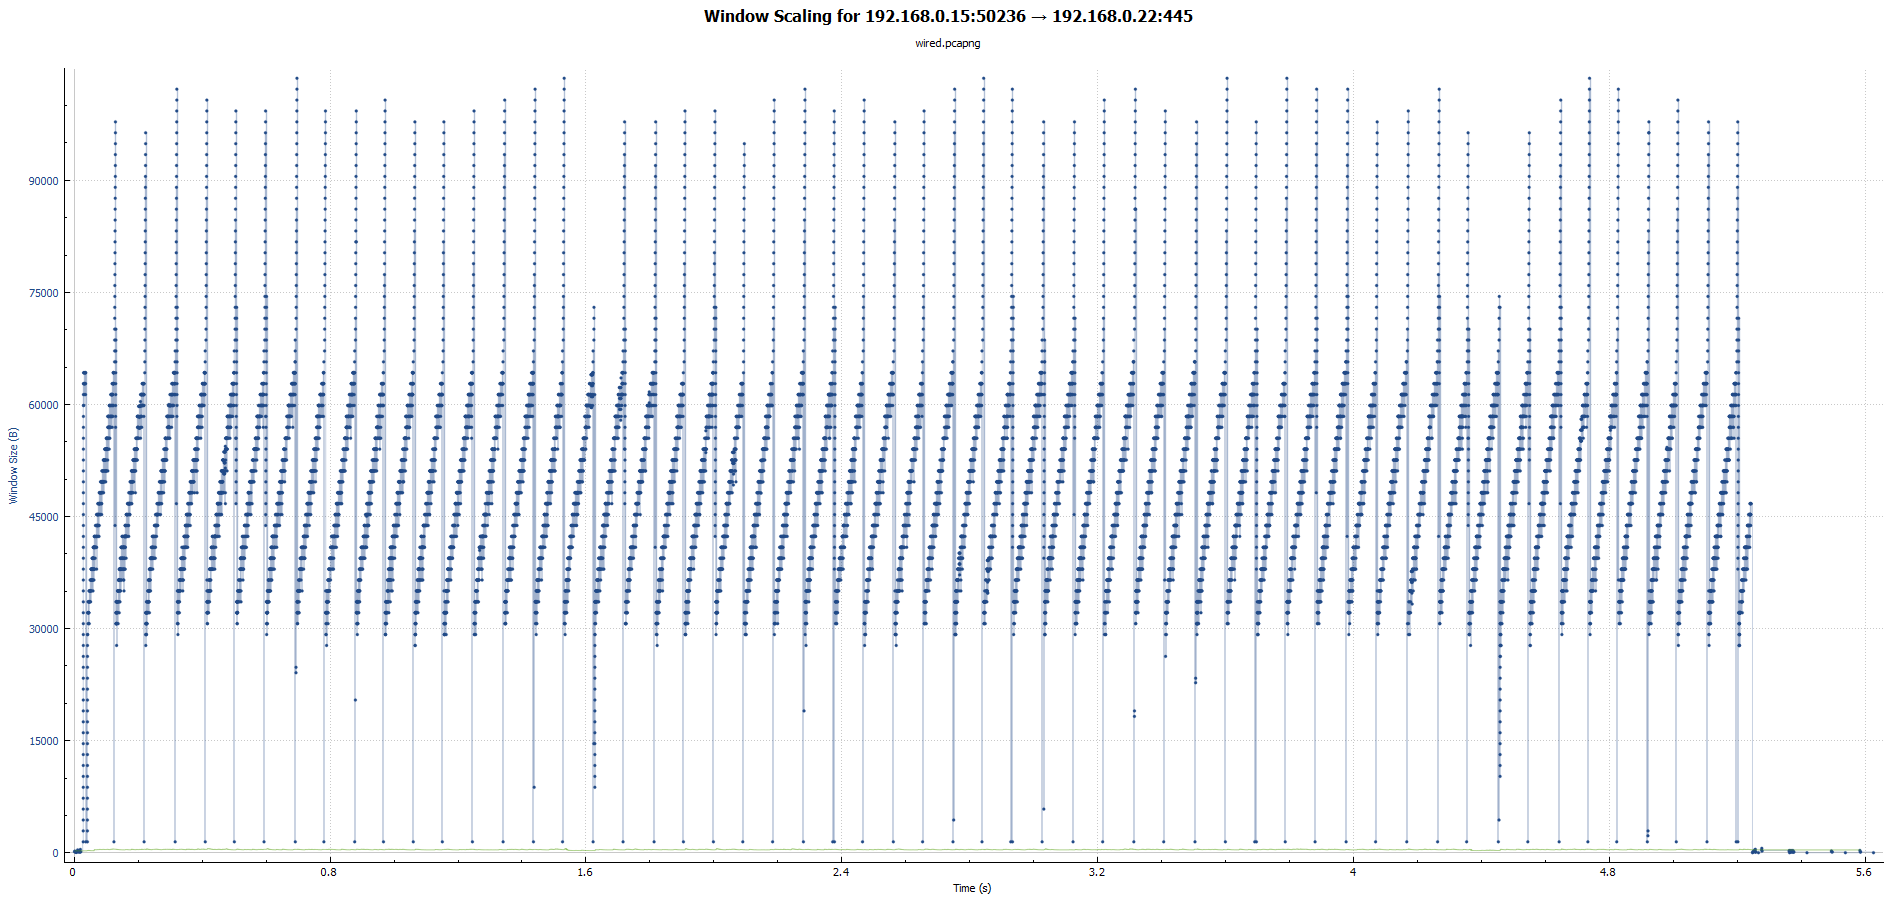 Window Scaling for 192.168.0.15:50236 → 192.168.0.22:445
wired.pcapng
90000
75000
60000
45000
30000
15000
0
Window Size (B)
0 0.8 1.6 2.4 3.2 4 4.8 5.6
Time (s)